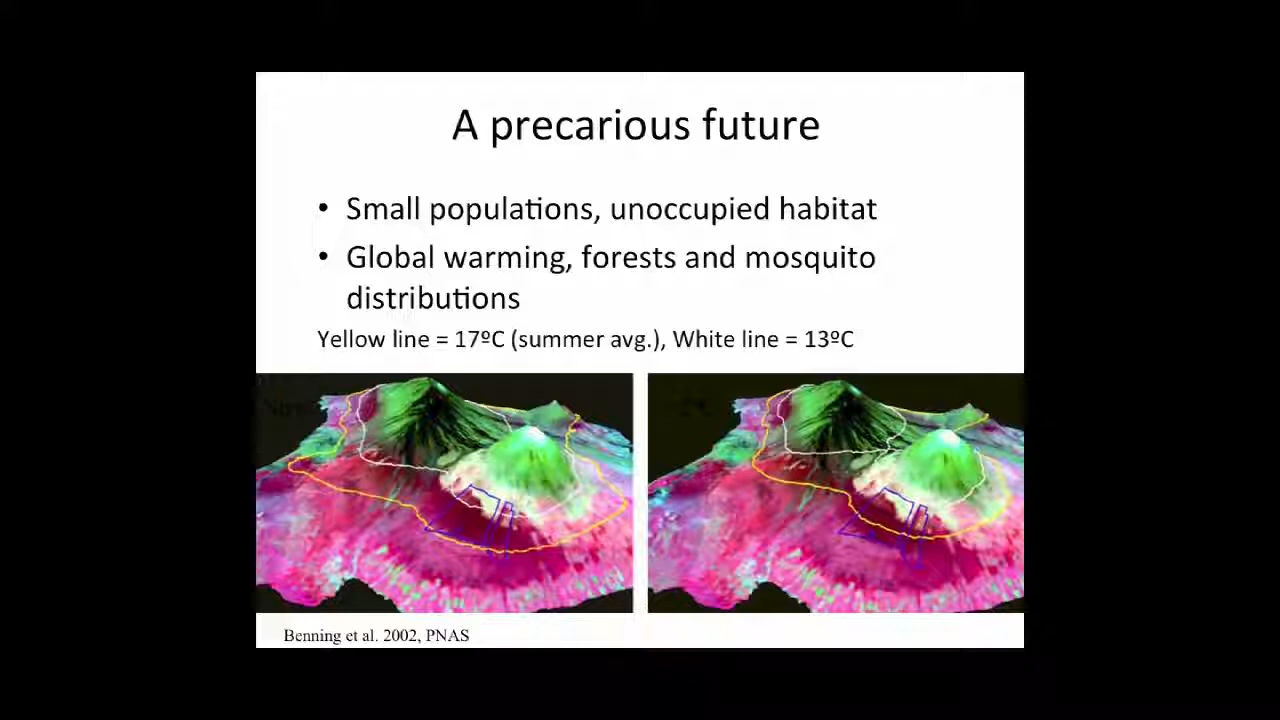 A precarious future
• Small populations, unoccupied habitat
• Global warming, forests and mosquito
distributions
Yellow line = 17ºC (summer avg.), White line = 13ºC
Benning et al. 2002, PNAS